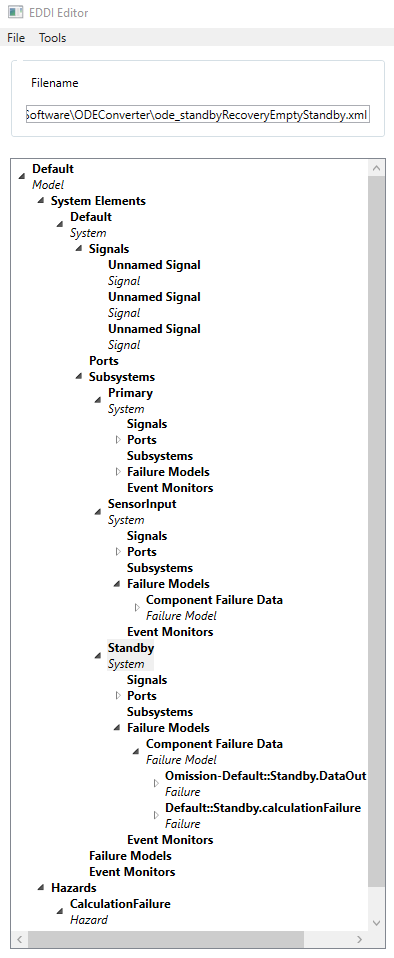 EDDI Editor
File Tools
Filename
Software\ODEConverter\ode_standbyRecoveryEmptyStandby.xml
Default
Model
System Elements
Default
System
Signals
Unnamed Signal
Signal
Unnamed Signal
Signal
Unnamed Signal
Signal
Ports
Subsystems
Primary
System
Signals
Ports
Subsystems
Failure Models
Event Monitors
SensorInput
System
Signals
Ports
Subsystems
Failure Models
Component Failure Data
Failure Model
Event Monitors
Standby
System
Signals
Ports
Subsystems
Failure Models
Component Failure Data
Failure Model
Omission-Default::Standby.DataOut
Failure
Default::Standby.calculationFailure
Failure
Event Monitors
Failure Models
Event Monitors
Hazards
CalculationFailure
Hazard